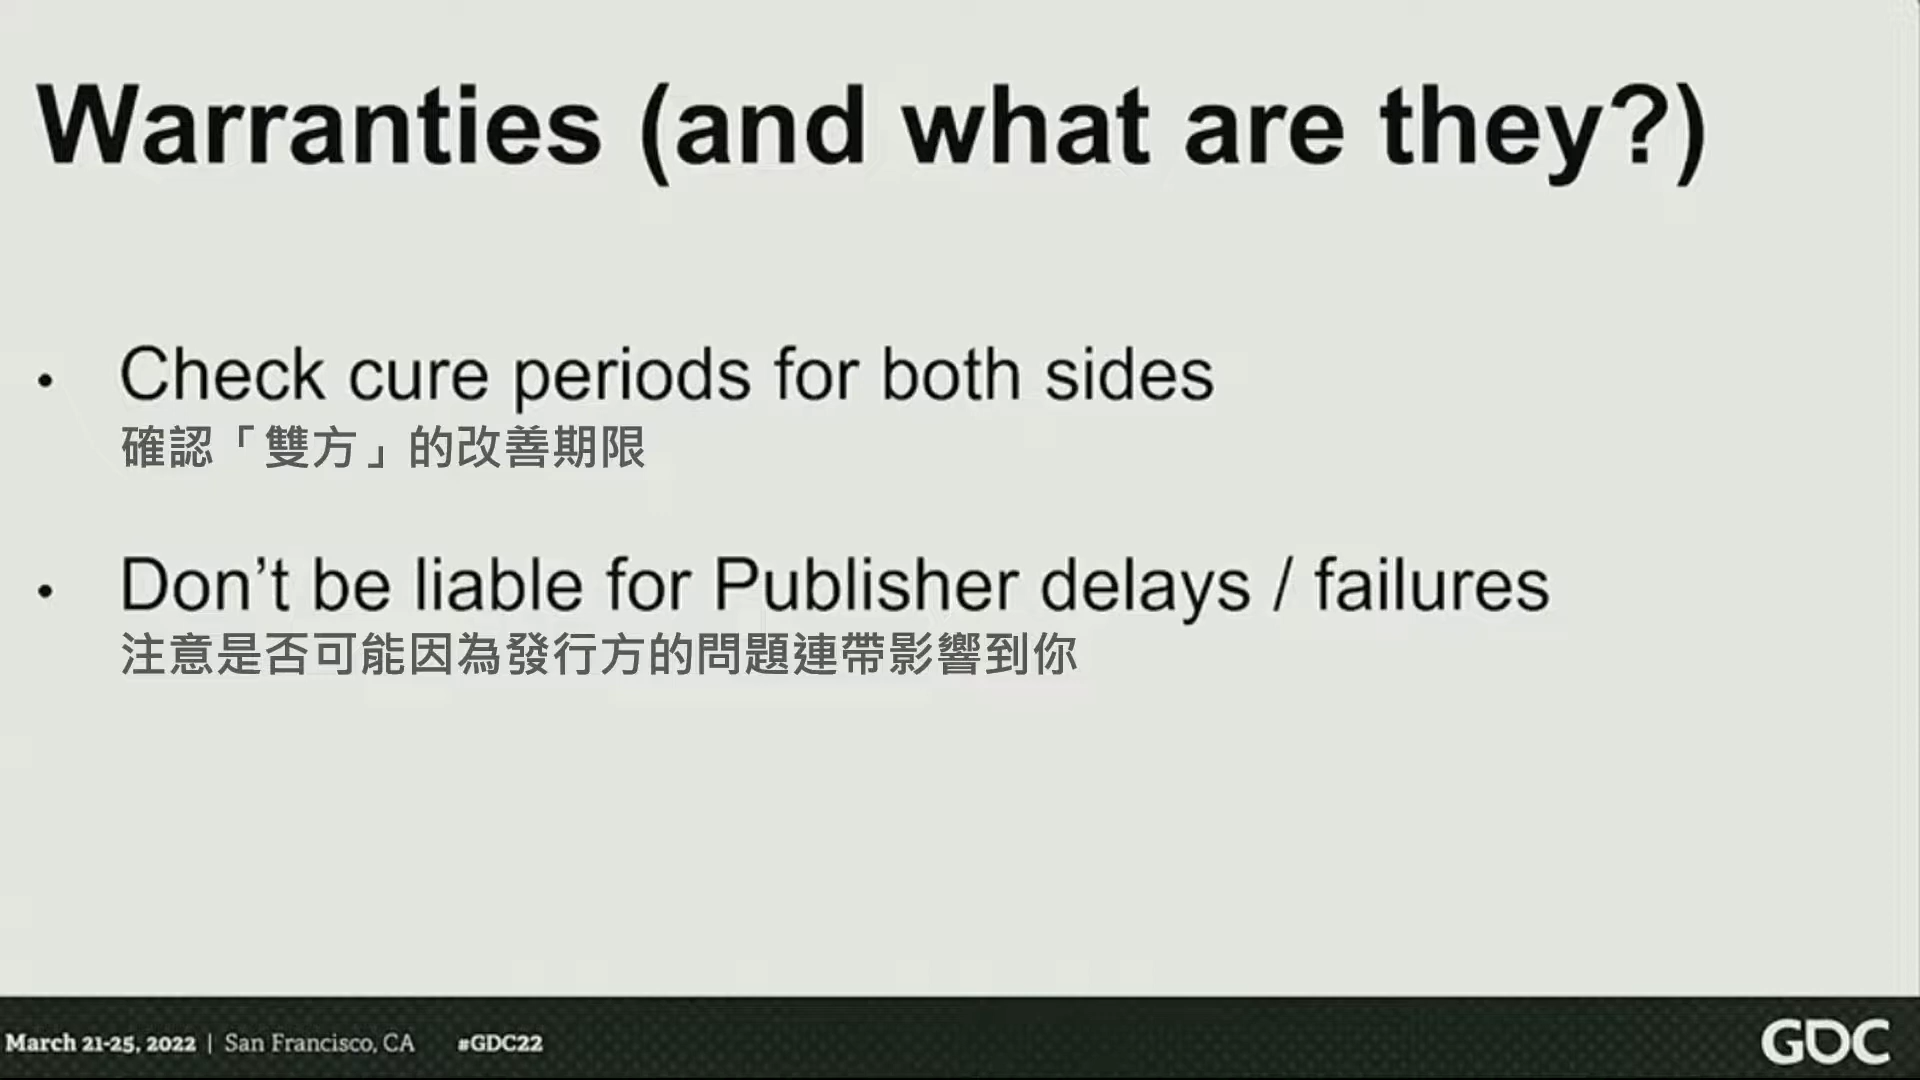 Warranties (and what are they?)
• Check cure periods for both sides
確認「雙方」的改善期限
• Don’t be liable for Publisher delays / failures
注意是否可能因為發行方的問題連帶影響到你
March 21-25, 2022 | San Francisco, CA #GDC22
GDC